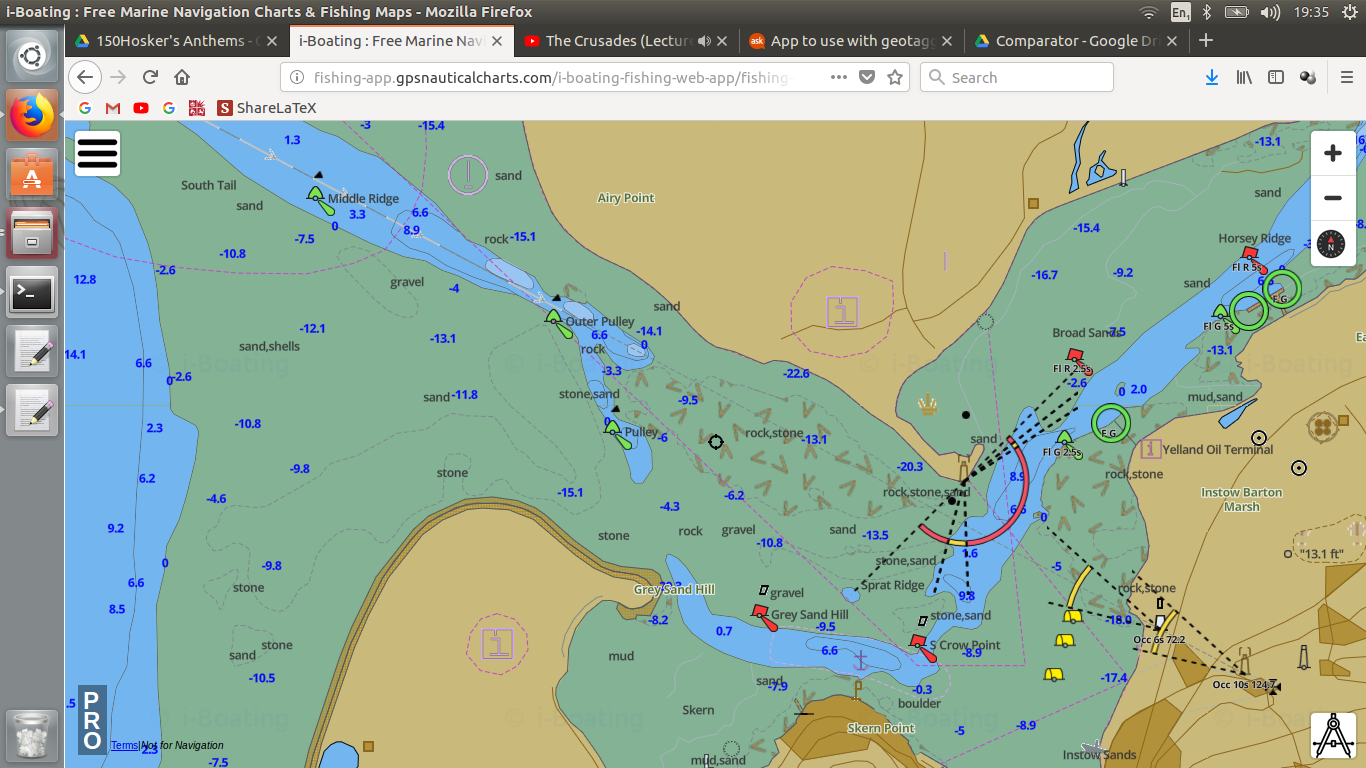 i-Boating : Free Marine Navigation Charts & Fishing Maps - Mozilla Firefox
En1
19:35
150Hosker's Anthems - G
i-Boating : Free Marine Navi
The Crusades (Lecture
ask
App to use with geotagg
Comparator - Google Dri
fishing-app.gpsnauticalcharts.com/i-boating-fishing-web-app/fishing-
Search
ShareLaTeX
1.3
-3
-15.4
-13.1
South Tail
sand
sand
Airy Point
sand
Middle Ridge
3.3
6.6
0
8.9
-7.5
rock
-15.1
-15.4
Horsey Ridge
-10.8
-2.6
12.8
gravel
-4
-16.7
-9.2
Fl R 5s
sand
F G
sand
-12.1
Outer Pulley
6.6
-14.1
0
-13.1
rock
Fl G 5s
Broad Sands
-7.5
sand,shells
14.1
6.6
-13.1
-3.3
-22.6
Fl R 2.5s
-2.6
0
-2.6
0
2.0
-11.8
sand
stone,sand
-9.5
mud,sand
2.3
-10.8
0
Pulley
-6
rock,stone
-13.1
F G
sand
Fl G 2.5s
Yelland Oil Terminal
-9.8
stone
-20.3
8.9
rock,stone
6.2
-4.6
-15.1
-6.2
rock,stone,sand
Instow Barton
Marsh
-4.3
6.6
0
9.2
rock
gravel
sand
-13.5
stone
-10.8
1.6
"13.1 ft"
0
-9.8
stone,sand
-5
6.6
stone
Grey Sand Hill
Sprat Ridge
9.8
rock,stone
gravel
8.5
-8.2
Grey Sand Hill
stone,sand
-18.0
0.7
-9.5
Occ 6s 72.2
stone
sand
mud
6.6
S Crow Point
-8.9
-10.5
sand
-7.9
-0.3
-17.4
Occ 10s 124.7
boulder
PRO
.5
Skern
Skern Point
-5
-8.9
© i-Boating
Terms|Not for Navigation
2.3
-7.5
mud,sand
Instow Sands